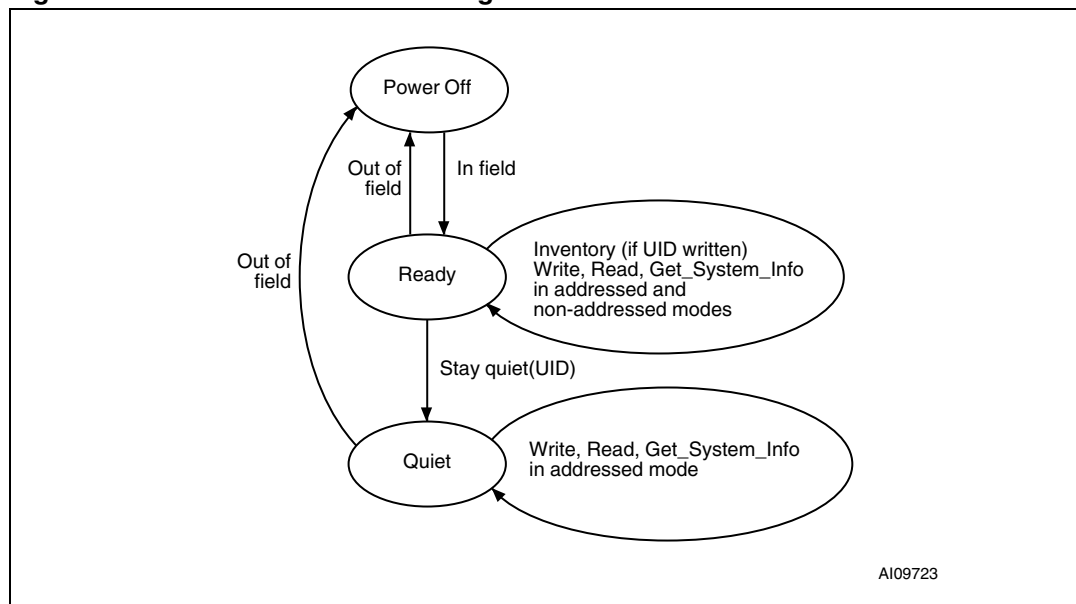 Power Off
Out of
field
In field
Out of
field
Ready
Inventory (if UID written)
Write, Read, Get_System_Info
in addressed and
non-addressed modes
Stay quiet(UID)
Quiet
Write, Read, Get_System_Info
in addressed mode
AI09723